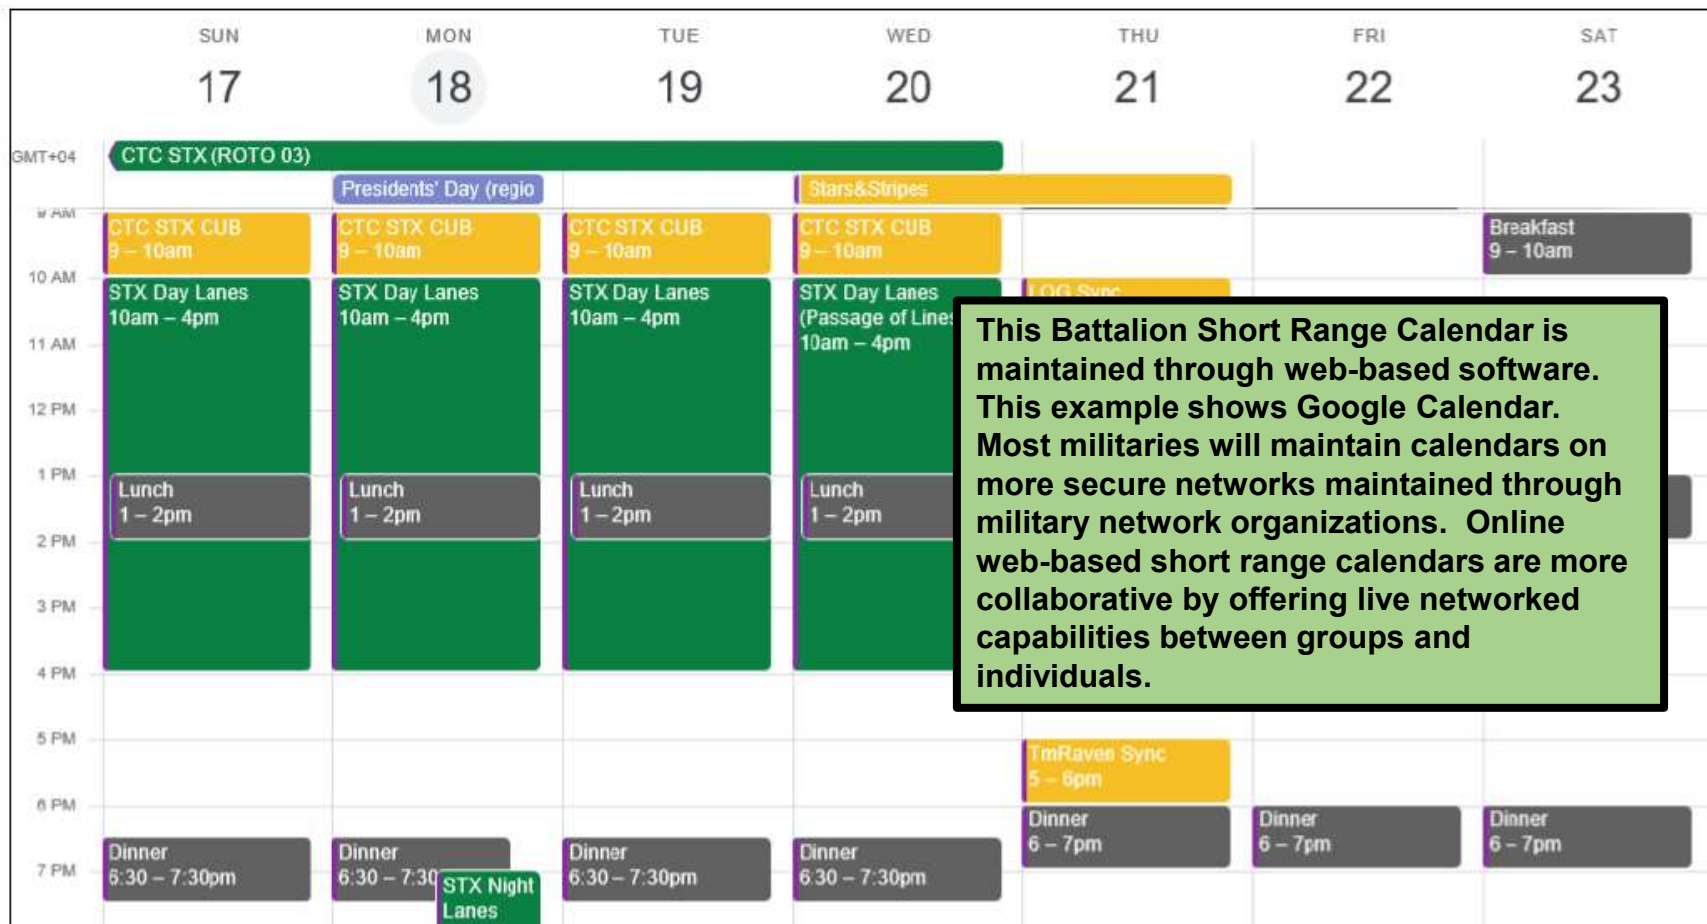 SUN MON TUE WED THU FRI SAT
17 18 19 20 21 22 23
GMT+04
CTC STX (ROTO 03)
Presidents' Day (regio
Stars&Stripes
9 AM
CTC STX CUB
9 – 10am
CTC STX CUB
9 – 10am
CTC STX CUB
9 – 10am
CTC STX CUB
9 – 10am
Breakfast
9 – 10am
10 AM
STX Day Lanes
10am – 4pm
STX Day Lanes
10am – 4pm
STX Day Lanes
10am – 4pm
STX Day Lanes
(Passage of Lines
10am – 4pm
LOG Sync
This Battalion Short Range Calendar is
maintained through web-based software.
This example shows Google Calendar.
Most militaries will maintain calendars on
more secure networks maintained through
military network organizations. Online
web-based short range calendars are more
collaborative by offering live networked
capabilities between groups and
individuals.
11 AM
12 PM
1 PM
Lunch
1 – 2pm
Lunch
1 – 2pm
Lunch
1 – 2pm
Lunch
1 – 2pm
2 PM
3 PM
4 PM
5 PM
TmRaven Sync
5 – 6pm
6 PM
Dinner
6 – 7pm
Dinner
6 – 7pm
Dinner
6 – 7pm
Dinner
6:30 – 7:30pm
Dinner
6:30 – 7:30
Dinner
6:30 – 7:30pm
Dinner
6:30 – 7:30pm
7 PM
STX Night
Lanes